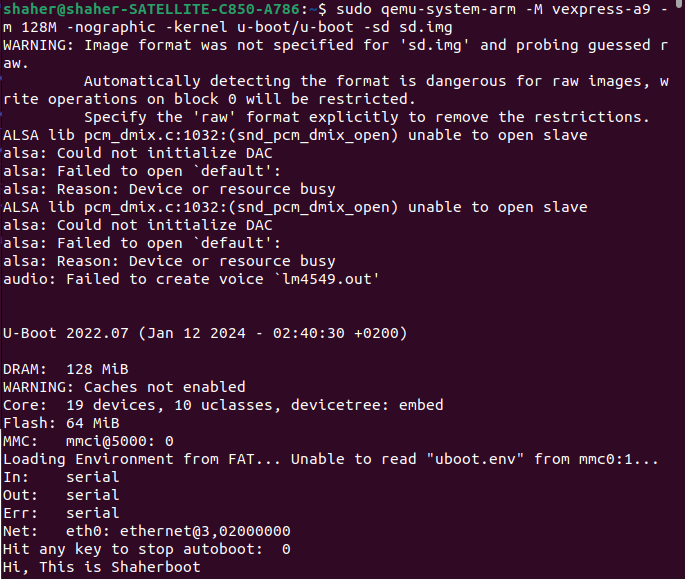 shaher@shaher-SATELLITE-C850-A786:~$ sudo qemu-system-arm -M vexpress-a9 -
m 128M -nographic -kernel u-boot/u-boot -sd sd.img
WARNING: Image format was not specified for 'sd.img' and probing guessed r
aw.
         Automatically detecting the format is dangerous for raw images, w
rite operations on block 0 will be restricted.
         Specify the 'raw' format explicitly to remove the restrictions.
ALSA lib pcm_dmix.c:1032:(snd_pcm_dmix_open) unable to open slave
alsa: Could not initialize DAC
alsa: Failed to open `default':
alsa: Reason: Device or resource busy
ALSA lib pcm_dmix.c:1032:(snd_pcm_dmix_open) unable to open slave
alsa: Could not initialize DAC
alsa: Failed to open `default':
alsa: Reason: Device or resource busy
audio: Failed to create voice `lm4549.out'
U-Boot 2022.07 (Jan 12 2024 - 02:40:30 +0200)
DRAM:  128 MiB
WARNING: Caches not enabled
Core:  19 devices, 10 uclasses, devicetree: embed
Flash: 64 MiB
MMC:   mmci@5000: 0
Loading Environment from FAT... Unable to read "uboot.env" from mmc0:1...
In:    serial
Out:   serial
Err:   serial
Net:   eth0: ethernet@3,02000000
Hit any key to stop autoboot:  0
Hi, This is Shaherboot